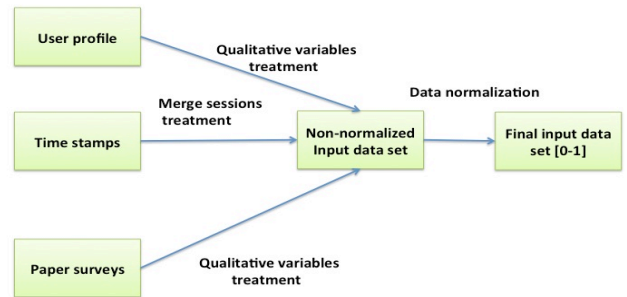 User profile
Qualitative variables
treatment
Data normalization
Merge sessions
treatment
Time stamps
Non-normalized
Input data set
Final input data
set [0-1]
Paper surveys
Qualitative variables
treatment